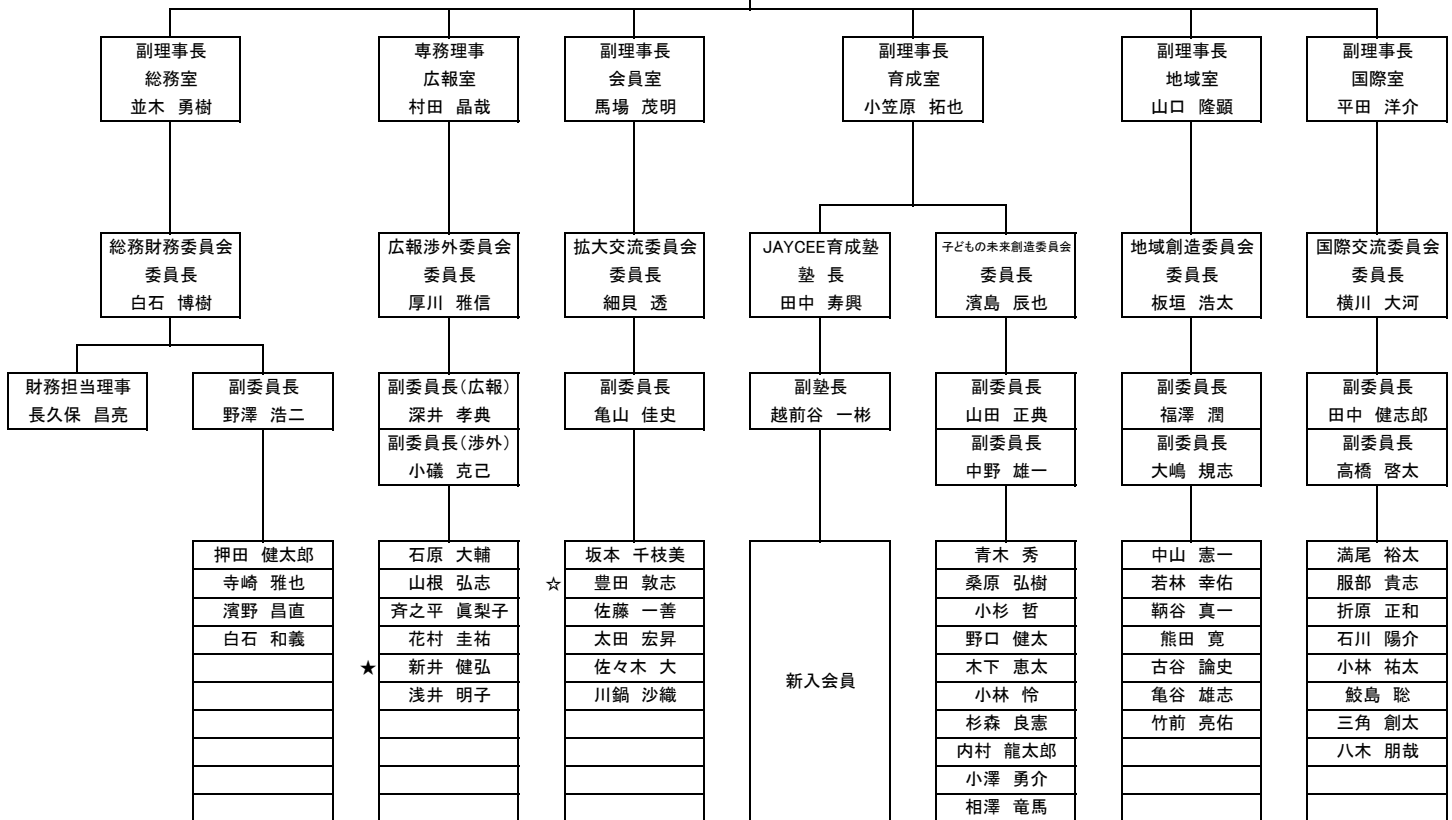 副理事長
総務室
並木 勇樹
専務理事
広報室
村田 晶哉
副理事長
会員室
馬場 茂明
副理事長
育成室
小笠原 拓也
副理事長
地域室
山口 隆顕
副理事長
国際室
平田 洋介
総務財務委員会
委員長
白石 博樹
広報渉外委員会
委員長
厚川 雅信
拡大交流委員会
委員長
細貝 透
JAYCEE育成塾
塾 長
田中 寿興
子どもの未来創造委員会
委員長
濱島 辰也
地域創造委員会
委員長
板垣 浩太
国際交流委員会
委員長
横川 大河
財務担当理事
長久保 昌亮
副委員長
野澤 浩二
副委員長(広報)
深井 孝典
副委員長(渉外)
小磯 克己
副委員長
亀山 佳史
副塾長
越前谷 一彬
副委員長
山田 正典
副委員長
中野 雄一
副委員長
福澤 潤
副委員長
大嶋 規志
副委員長
田中 健志郎
副委員長
高橋 啓太
押田 健太郎
寺崎 雅也
濱野 昌直
白石 和義
石原 大輔
山根 弘志
斉之平 眞梨子
花村 圭祐
★ 新井 健弘
浅井 明子
坂本 千枝美
☆ 豊田 敦志
佐藤 一善
太田 宏昇
佐々木 大
川鍋 沙織
新入会員
青木 秀
桑原 弘樹
小杉 哲
野口 健太
木下 恵太
小林 怜
杉森 良憲
内村 龍太郎
小澤 勇介
相澤 竜馬
中山 憲一
若林 幸佑
鞆谷 真一
熊田 寛
古谷 諭史
亀谷 雄志
竹前 亮佑
満尾 裕太
服部 貴志
折原 正和
石川 陽介
小林 祐太
鮫島 聡
三角 創太
八木 朋哉